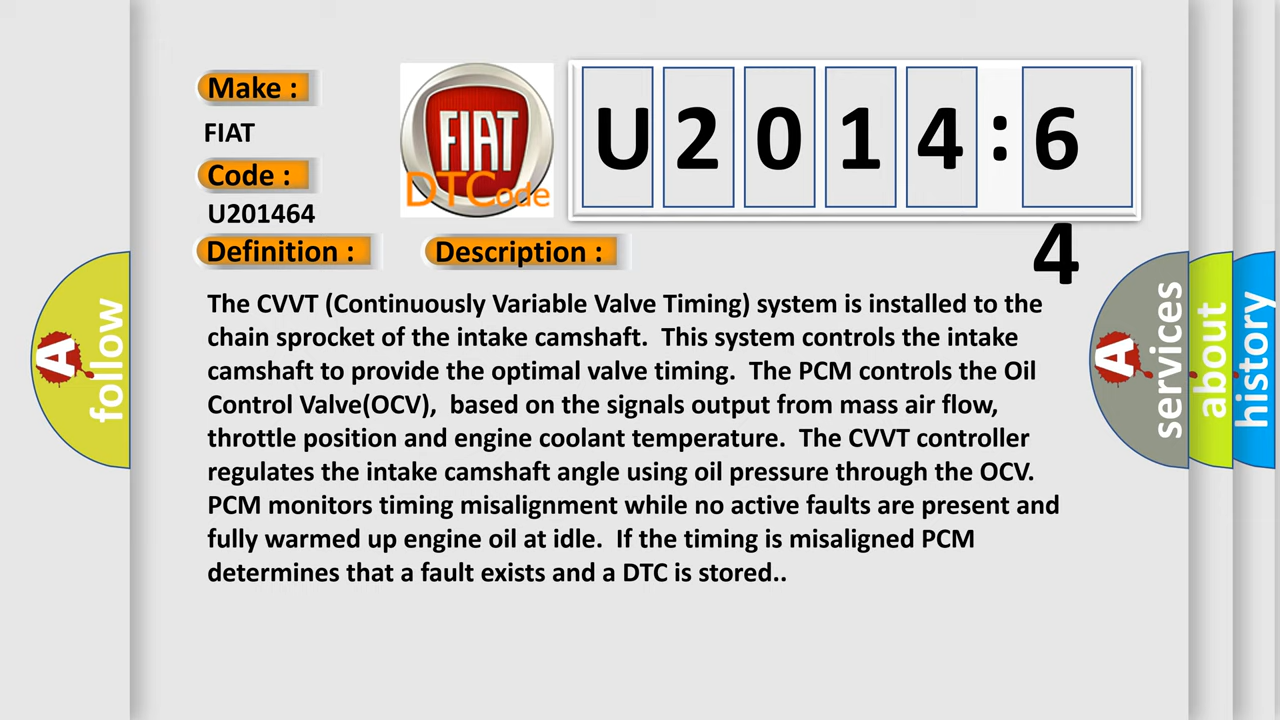 Make :
FIAT
Code :
U201464
Definition :
Description :
FIAT
DTCode
U2014:6
4
The CVVT (Continuously Variable Valve Timing) system is installed to the
chain sprocket of the intake camshaft. This system controls the intake
camshaft to provide the optimal valve timing. The PCM controls the Oil
Control Valve(OCV), based on the signals output from mass air flow,
throttle position and engine coolant temperature. The CVVT controller
regulates the intake camshaft angle using oil pressure through the OCV.
PCM monitors timing misalignment while no active faults are present and
fully warmed up engine oil at idle. If the timing is misaligned PCM
determines that a fault exists and a DTC is stored..
A follow
A services
about
history